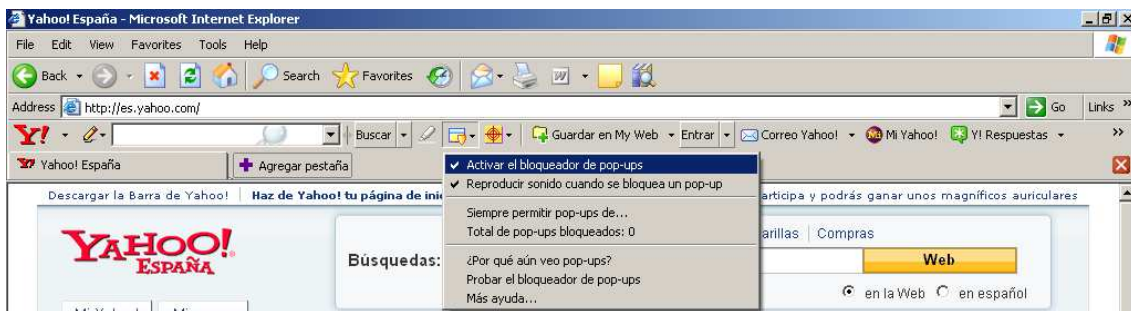 Yahoo! España - Microsoft Internet Explorer
File Edit View Favorites Tools Help
Back Search Favorites
Address http://es.yahoo.com/ Go Links »
Y! Buscar Guardar en My Web Entrar Correo Yahoo! Mi Yahoo! Y! Respuestas »
Yahoo! España Agregar pestaña
Activar el bloqueador de pop-ups
Reproducir sonido cuando se bloquea un pop-up
Siempre permitir pop-ups de...
Total de pop-ups bloqueados: 0
¿Por qué aún veo pop-ups?
Probar el bloqueador de pop-ups
Más ayuda...
Descargar la Barra de Yahoo! | Haz de Yahoo! tu página de
articipa y podrás ganar unos magníficos auriculares
YAHOO!
ESPAÑA
arillas | Compras
Búsquedas: Web
en la Web en español